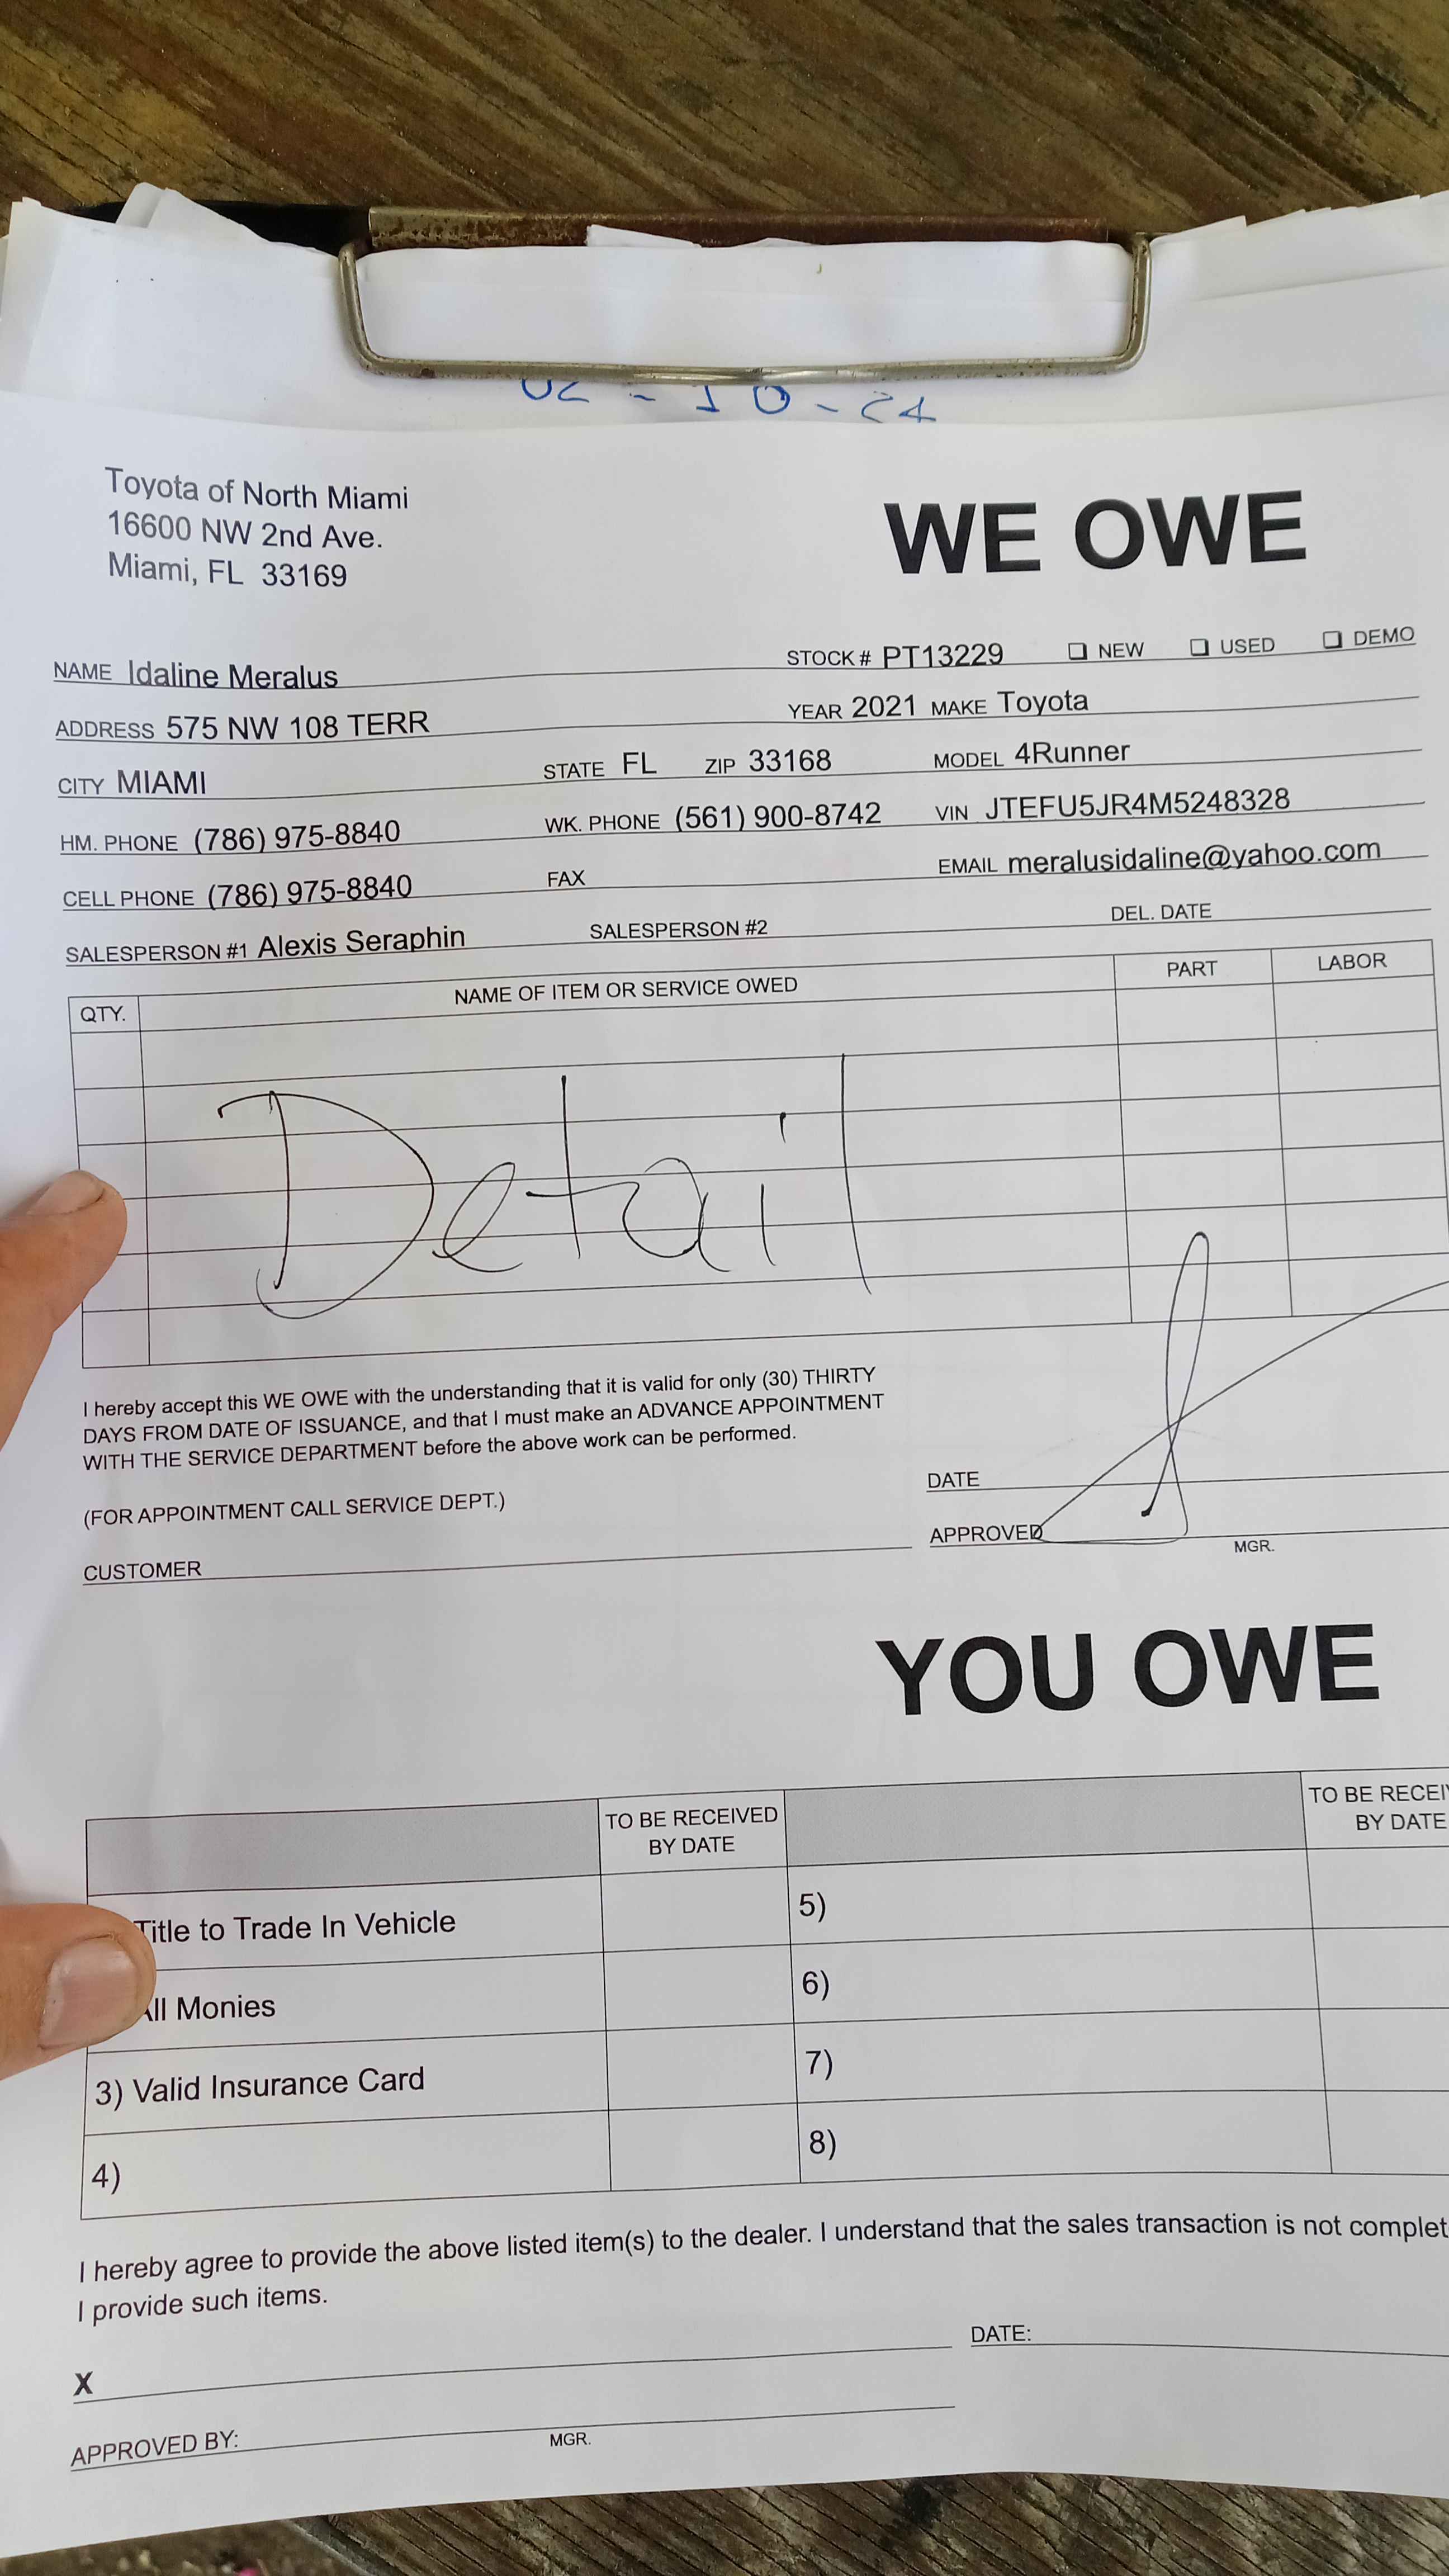 02-10-24
Toyota of North Miami
16600 NW 2nd Ave.
Miami, FL 33169
WE OWE
NAME Idaline Meralus STOCK # PT13229 NEW USED DEMO
ADDRESS 575 NW 108 TERR YEAR 2021 MAKE Toyota
CITY MIAMI STATE FL ZIP 33168 MODEL 4Runner
HM. PHONE (786) 975-8840 WK. PHONE (561) 900-8742 VIN JTEFU5JR4M5248328
CELL PHONE (786) 975-8840 FAX EMAIL meralusidaline@yahoo.com
SALESPERSON #1 Alexis Seraphin SALESPERSON #2 DEL. DATE
QTY. NAME OF ITEM OR SERVICE OWED PART LABOR
Detail
I hereby accept this WE OWE with the understanding that it is valid for only (30) THIRTY
DAYS FROM DATE OF ISSUANCE, and that I must make an ADVANCE APPOINTMENT
WITH THE SERVICE DEPARTMENT before the above work can be performed.
(FOR APPOINTMENT CALL SERVICE DEPT.)
DATE
CUSTOMER APPROVED
MGR.
YOU OWE
TO BE RECEIVED BY DATE TO BE RECEI
BY DATE
Title to Trade In Vehicle 5)
All Monies 6)
3) Valid Insurance Card 7)
4) 8)
I hereby agree to provide the above listed item(s) to the dealer. I understand that the sales transaction is not complet
I provide such items.
X DATE:
APPROVED BY: MGR.